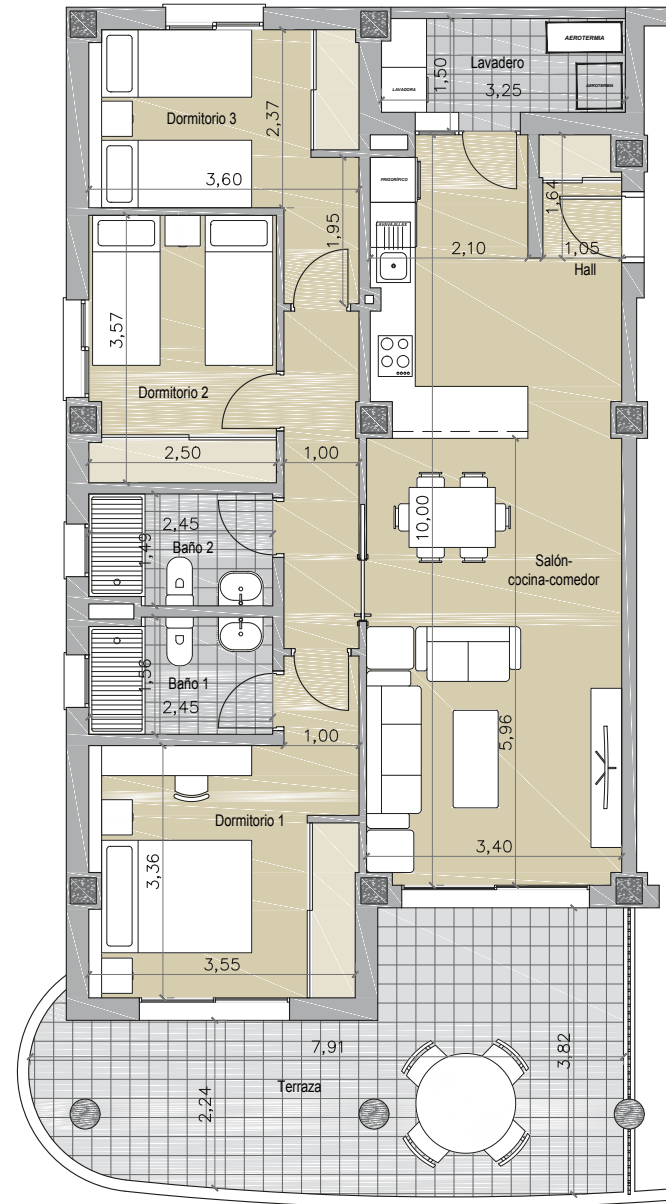 AEROTERMIA
Lavadero
1,50
LAVADORA
3,25
AEROTERMIA
Dormitorio 3
2,37
3,60
FRIGORÍFICO
1,64
1,95
2,10
1,05
Hall
3,57
Dormitorio 2
2,50
1,00
10,00
2,45
1,49
Baño 2
Salón-
cocina-comedor
1,56
Baño 1
2,45
1,00
5,96
Dormitorio 1
3,36
3,40
3,55
7,91
3,82
2,24
Terraza